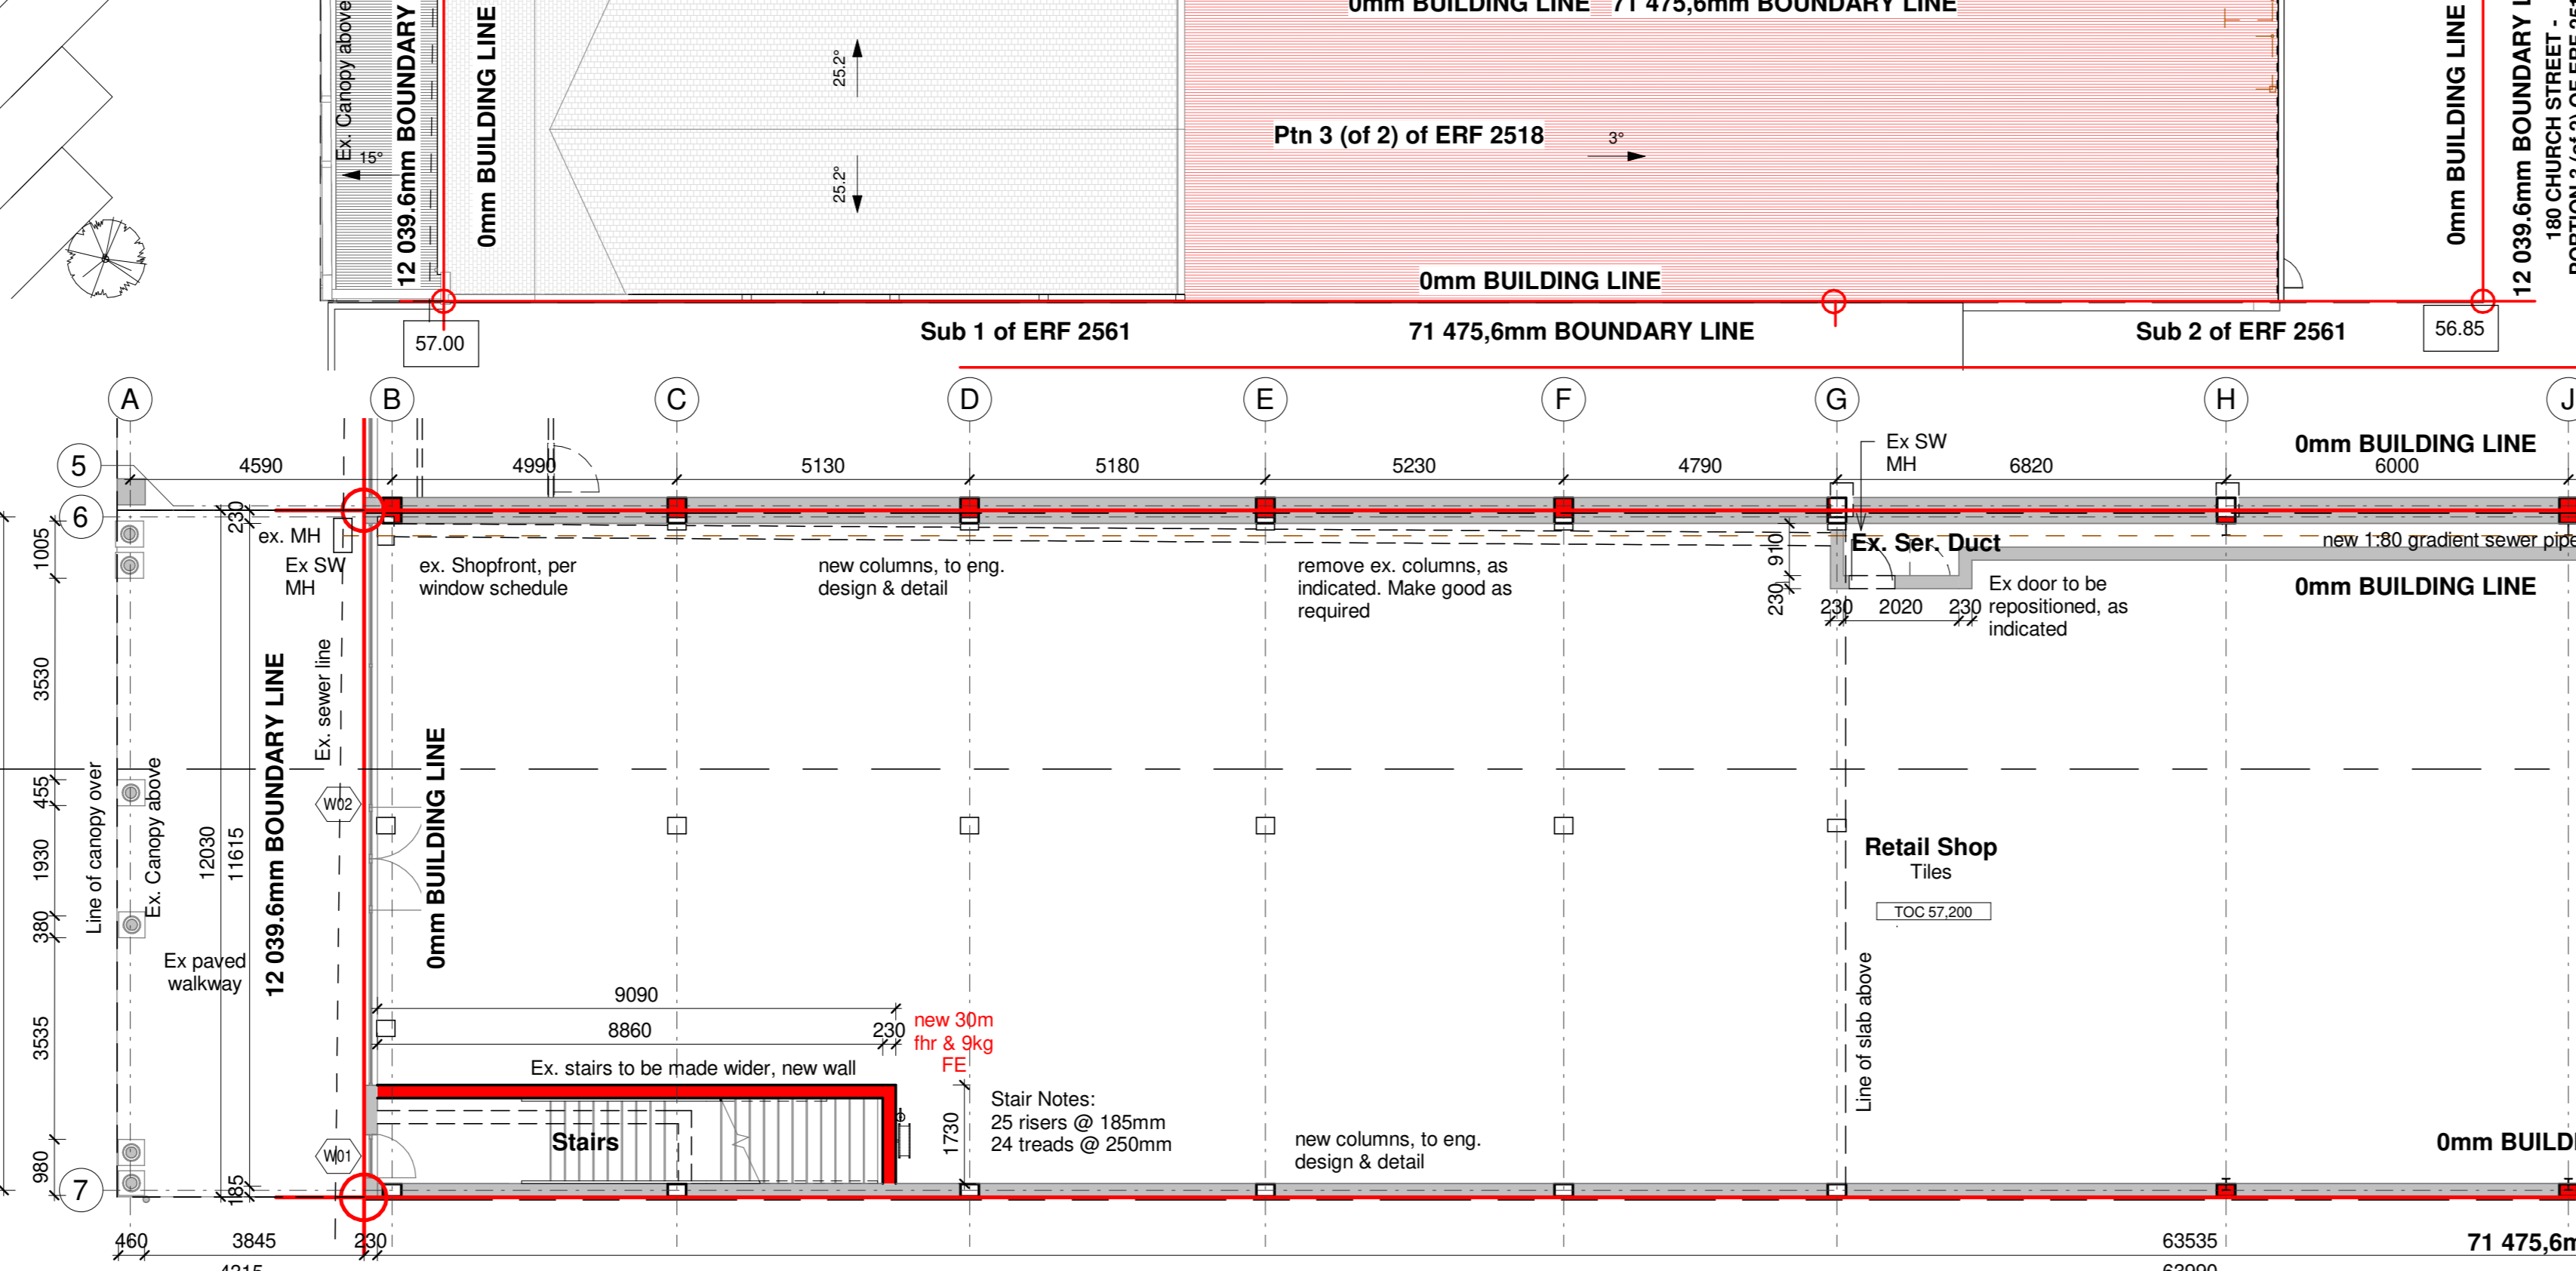 0mm BUILDING LINE 71 475,6mm BOUNDARY LINE
Ex. Canopy above
12 039.6mm BOUNDARY
0mm BUILDING LINE
25.2°
25.2°
15°
Ptn 3 (of 2) of ERF 2518
3°
0mm BUILDING LINE
0mm BUILDING LINE
12 039.6mm BOUNDARY L
180 CHURCH STREET -
57.00
Sub 1 of ERF 2561
71 475,6mm BOUNDARY LINE
Sub 2 of ERF 2561
56.85
A
B
C
D
E
F
G
H
J
5
6
7
4590
4990
5130
5180
5230
4790
6820
6000
Ex SW
MH
0mm BUILDING LINE
230
ex. MH
Ex SW
MH
ex. Shopfront, per
window schedule
new columns, to eng.
design & detail
remove ex. columns, as
indicated. Make good as
required
910
230
Ex. Ser. Duct
new 1:80 gradient sewer pipe
230
2020
230
Ex door to be
repositioned, as
indicated
0mm BUILDING LINE
1005
3530
455
1930
380
3535
980
Line of canopy over
Ex. Canopy above
12030
11615
185
12 039.6mm BOUNDARY LINE
Ex. sewer line
W02
0mm BUILDING LINE
Ex paved
walkway
Retail Shop
Tiles
TOC 57,200
Line of slab above
9090
8860
230
new 30m
fhr & 9kg
FE
Ex. stairs to be made wider, new wall
Stairs
1730
Stair Notes:
25 risers @ 185mm
24 treads @ 250mm
new columns, to eng.
design & detail
0mm BUILD
W01
460
3845
230
63535
71 475,6m
4315
63990